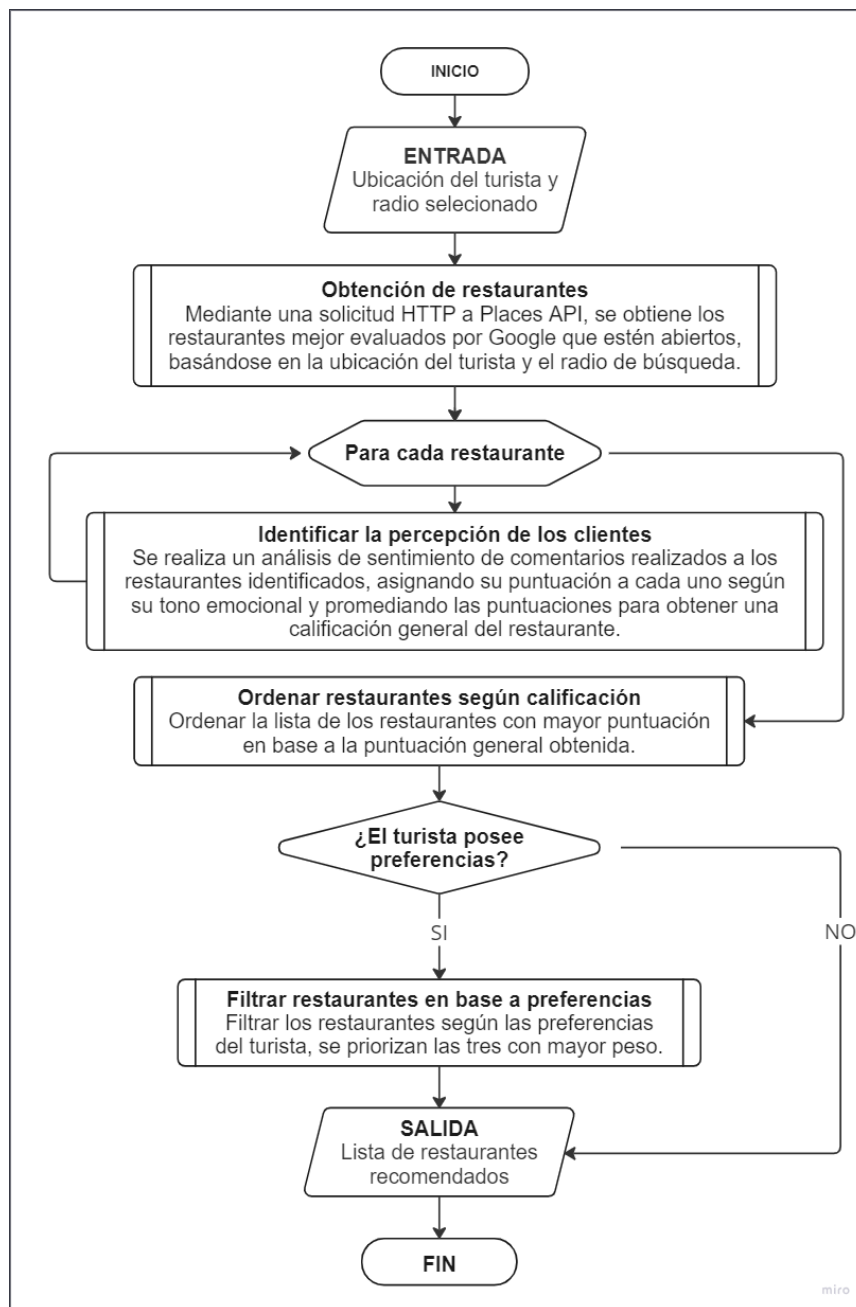 INICIO
ENTRADA
Ubicación del turista y
radio selecionado
Obtención de restaurantes
Mediante una solicitud HTTP a Places API, se obtiene los
restaurantes mejor evaluados por Google que estén abiertos,
basándose en la ubicación del turista y el radio de búsqueda.
Para cada restaurante
Identificar la percepción de los clientes
Se realiza un análisis de sentimiento de comentarios realizados a los
restaurantes identificados, asignando su puntuación a cada uno según
su tono emocional y promediando las puntuaciones para obtener una
calificación general del restaurante.
Ordenar restaurantes según calificación
Ordenar la lista de los restaurantes con mayor puntuación
en base a la puntuación general obtenida.
¿El turista posee
preferencias?
SI
NO
Filtrar restaurantes en base a preferencias
Filtrar los restaurantes según las preferencias
del turista, se priorizan las tres con mayor peso.
SALIDA
Lista de restaurantes
recomendados
FIN
miro